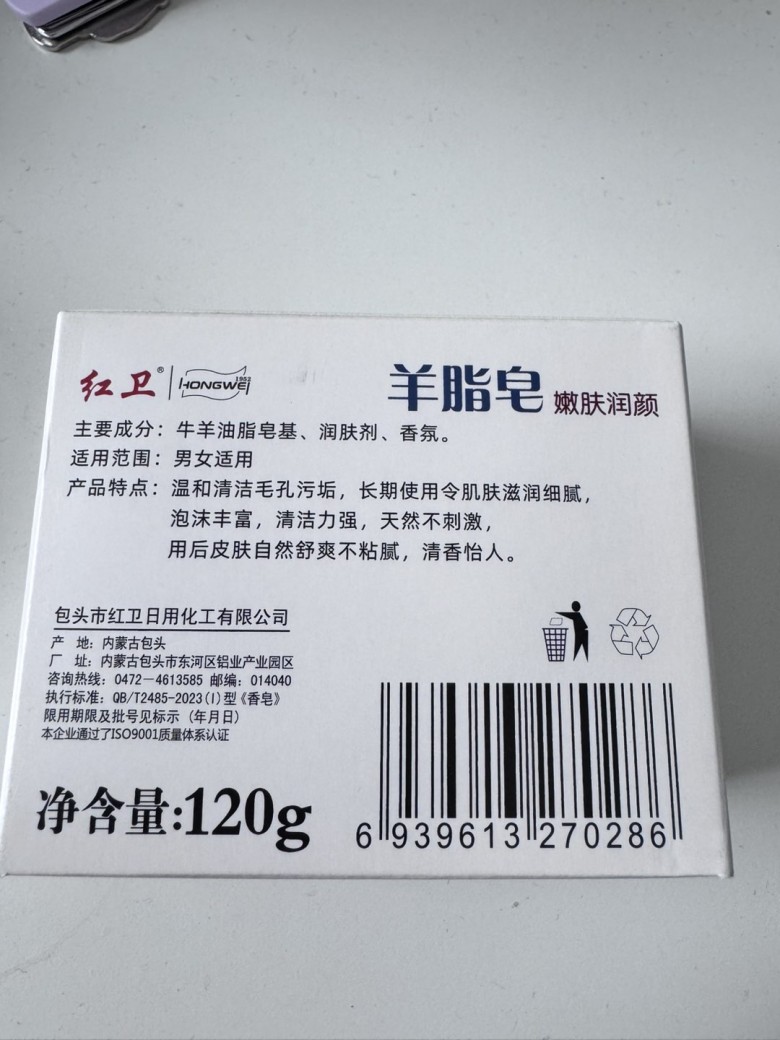 红卫® HONGWEI 1952
羊脂皂 嫩肤润颜
主要成分：牛羊油脂皂基、润肤剂、香氛。
适用范围：男女适用
产品特点：温和清洁毛孔污垢，长期使用令肌肤滋润细腻，
泡沫丰富，清洁力强，天然不刺激，
用后皮肤自然舒爽不粘腻，清香怡人。
包头市红卫日用化工有限公司
产 地：内蒙古包头
厂 址：内蒙古包头市东河区铝业产业园区
咨询热线：0472－4613585 邮编：014040
执行标准：QB/T2485-2023(Ⅰ)型《香皂》
限用期限及批号见标示（年月日）
本企业通过了ISO9001质量体系认证
净含量:120g
6 939613 270286